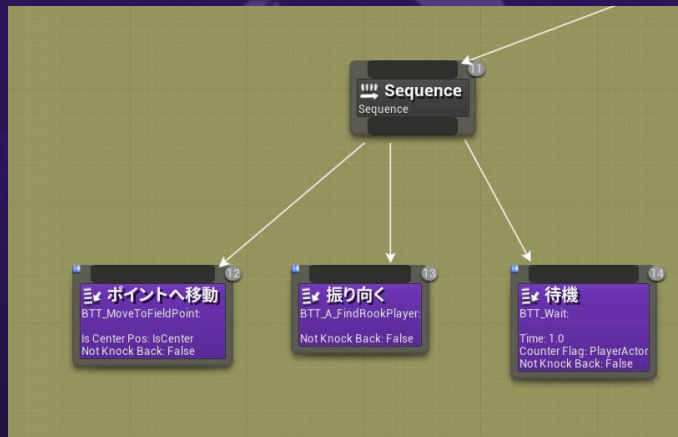 11
Sequence
Sequence
12
ポイントへ移動
BTT_MoveToFieldPoint:
Is Center Pos: IsCenter
Not Knock Back: False
13
振り向く
BTT_A_FindRookPlayer:
Not Knock Back: False
14
待機
BTT_Wait:
Time: 1.0
Counter Flag: PlayerActor
Not Knock Back: False